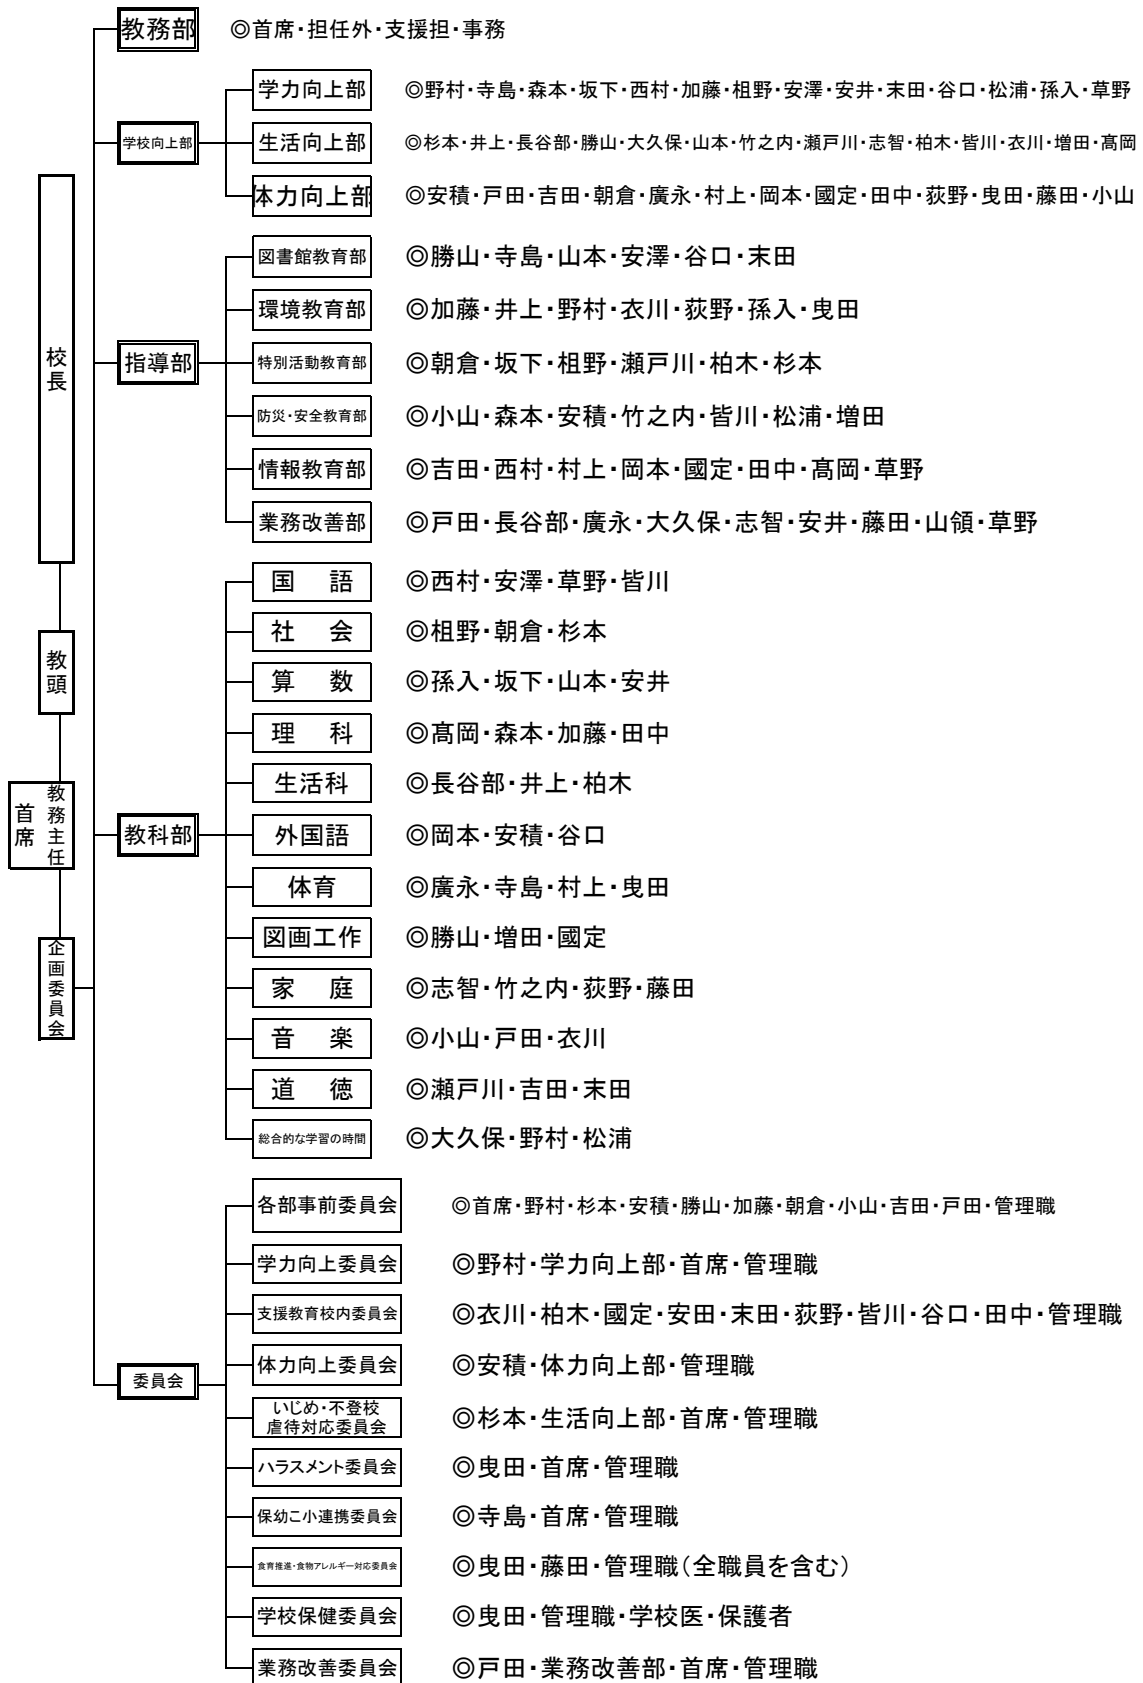 教務部 ◎首席・担任外・支援担・事務
学力向上部 ◎野村・寺島・森本・坂下・西村・加藤・祖野・安澤・安井・末田・谷口・松浦・孫入・草野
学校向上部
生活向上部 ◎杉本・井上・長谷部・勝山・大久保・山本・竹之内・瀬戸川・志智・柏木・皆川・衣川・増田・髙岡
体力向上部 ◎安積・戸田・吉田・朝倉・廣永・村上・岡本・國定・田中・荻野・曳田・藤田・小山
図書館教育部 ◎勝山・寺島・山本・安澤・谷口・末田
環境教育部 ◎加藤・井上・野村・衣川・荻野・孫入・曳田
校長
指導部
特別活動教育部 ◎朝倉・坂下・祖野・瀬戸川・柏木・杉本
防災・安全教育部 ◎小山・森本・安積・竹之内・皆川・松浦・増田
情報教育部 ◎吉田・西村・村上・岡本・國定・田中・髙岡・草野
業務改善部 ◎戸田・長谷部・廣永・大久保・志智・安井・藤田・山領・草野
国 語 ◎西村・安澤・草野・皆川
社 会 ◎祖野・朝倉・杉本
教頭
算 数 ◎孫入・坂下・山本・安井
理 科 ◎髙岡・森本・加藤・田中
生活科 ◎長谷部・井上・柏木
教務主任
首席
教科部
外国語 ◎岡本・安積・谷口
体育 ◎廣永・寺島・村上・曳田
図画工作 ◎勝山・増田・國定
企画委員会
家 庭 ◎志智・竹之内・荻野・藤田
音 楽 ◎小山・戸田・衣川
道 徳 ◎瀬戸川・吉田・末田
総合的な学習の時間 ◎大久保・野村・松浦
各部事前委員会 ◎首席・野村・杉本・安積・勝山・加藤・朝倉・小山・吉田・戸田・管理職
学力向上委員会 ◎野村・学力向上部・首席・管理職
支援教育校内委員会 ◎衣川・柏木・國定・安田・末田・荻野・皆川・谷口・田中・管理職
体力向上委員会 ◎安積・体力向上部・管理職
委員会
いじめ・不登校
虐待対応委員会 ◎杉本・生活向上部・首席・管理職
ハラスメント委員会 ◎曳田・首席・管理職
保幼こ小連携委員会 ◎寺島・首席・管理職
食育推進・食物アレルギー対応委員会 ◎曳田・藤田・管理職(全職員を含む)
学校保健委員会 ◎曳田・管理職・学校医・保護者
業務改善委員会 ◎戸田・業務改善部・首席・管理職